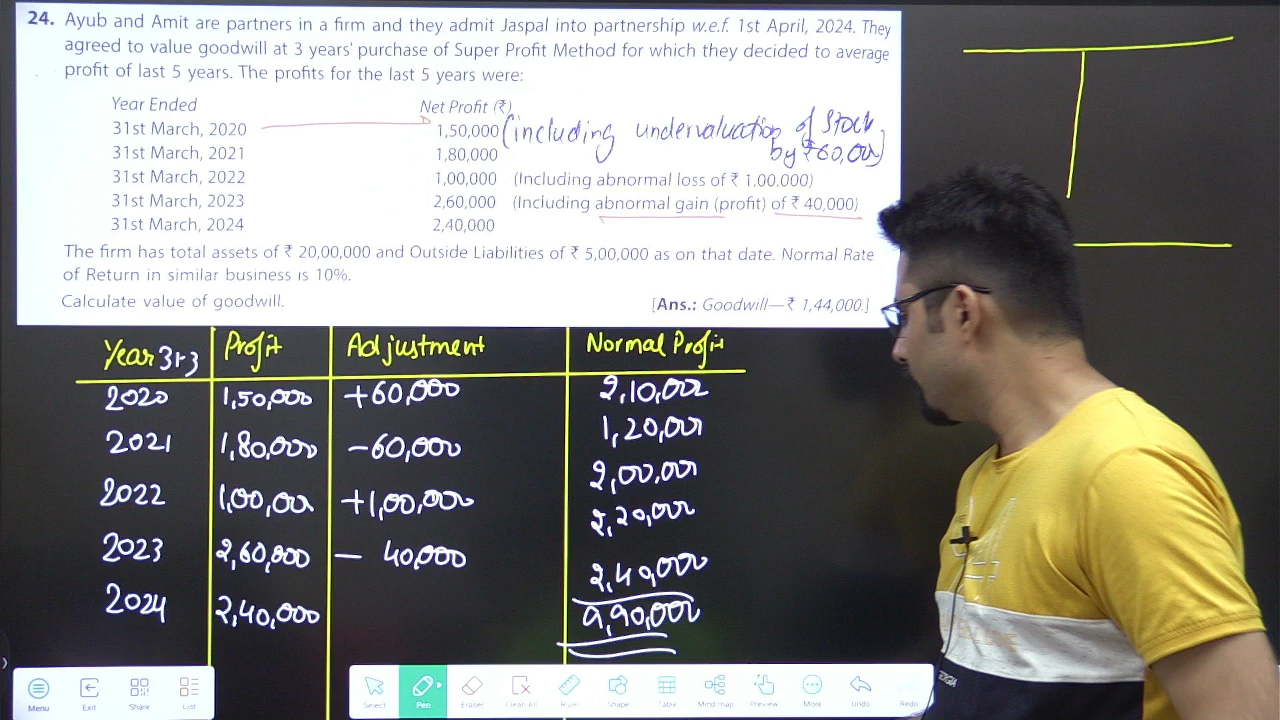 24. Ayub and Amit are partners in a firm and they admit Jaspal into partnership w.e.f. 1st April, 2024. They
agreed to value goodwill at 3 years' purchase of Super Profit Method for which they decided to average
profit of last 5 years. The profits for the last 5 years were:
Year Ended Net Profit (₹)
31st March, 2020 1,50,000 (including undervaluation of Stock
by ₹60,000)
31st March, 2021 1,80,000
31st March, 2022 1,00,000 (Including abnormal loss of ₹ 1,00,000)
31st March, 2023 2,60,000 (Including abnormal gain (profit) of ₹ 40,000)
31st March, 2024 2,40,000
The firm has total assets of ₹ 20,00,000 and Outside Liabilities of ₹ 5,00,000 as on that date. Normal Rate
of Return in similar business is 10%.
Calculate value of goodwill. [Ans.: Goodwill—₹ 1,44,000.]
Year 31/3 Profit Adjustment Normal Profit
2020 1,50,000 +60,000 2,10,000
2021 1,80,000 -60,000 1,20,000
2022 1,00,000 +1,00,000 2,00,000
2023 2,60,000 - 40,000 2,20,000
2024 2,40,000 2,40,000
9,90,000
Menu Exit Share List Select Pen Eraser Clear All Ruler Shape Table Mind map Preview More Undo Redo